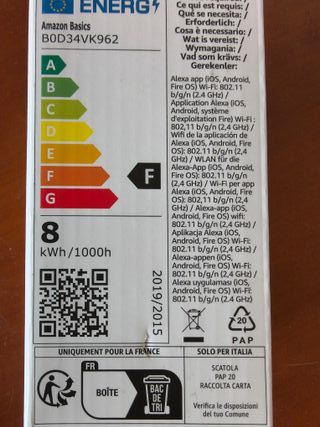 ENERG
Amazon Basics
B0D34VK962
A
B
C
D
E
F
G
F
8
kWh/1000h
2019/2015
Ce qui est requis: /
Qué se necesita: /
Erforderlich: /
Cosa è necessario: /
Wat is vereist: /
Wymagania: /
Vad som krävs: /
Gerekenler:
Alexa app (iOS, Android,
Fire OS) Wi-Fi: 802.11
b/g/n (2.4 GHz) /
Application Alexa (iOS,
Android, système
d'exploitation Fire) Wi-Fi :
802,11 b/g/n (2,4 GHz) /
Wifi de la aplicación de
Alexa (iOS, Android, Fire
OS): 802.11 b/g/n (2,4
GHz) / WLAN für die
Alexa-App (iOS, Android,
Fire OS): 802.11 b/g/n
(2,4 GHz) / Wi-Fi per app
Alexa (iOS, Android, Fire
OS): 802.11 b/g/n (2,4
GHz) / Alexa-app (iOS,
Android, Fire OS) wifi:
802.11 b/g/n (2,4 GHz) /
Aplikacja Alexa (iOS,
Android, Fire OS) Wi-Fi:
802.11 b/g/n (2,4 GHz) /
Alexa-appen (iOS,
Android, Fire OS) Wi-Fi:
802.11 b/g/n (2,4 GHz) /
Alexa uygulaması (iOS,
Android, Fire OS) Wi-Fi:
802.11 b/g/n (2.4 GHz)
20
PAP
UNIQUEMENT POUR LA FRANCE
FR
BOÎTE
BAC
DE
TRI
SOLO PER ITALIA
SCATOLA
PAP 20
RACCOLTA CARTA
Verifica le disposizioni
del tuo Comune